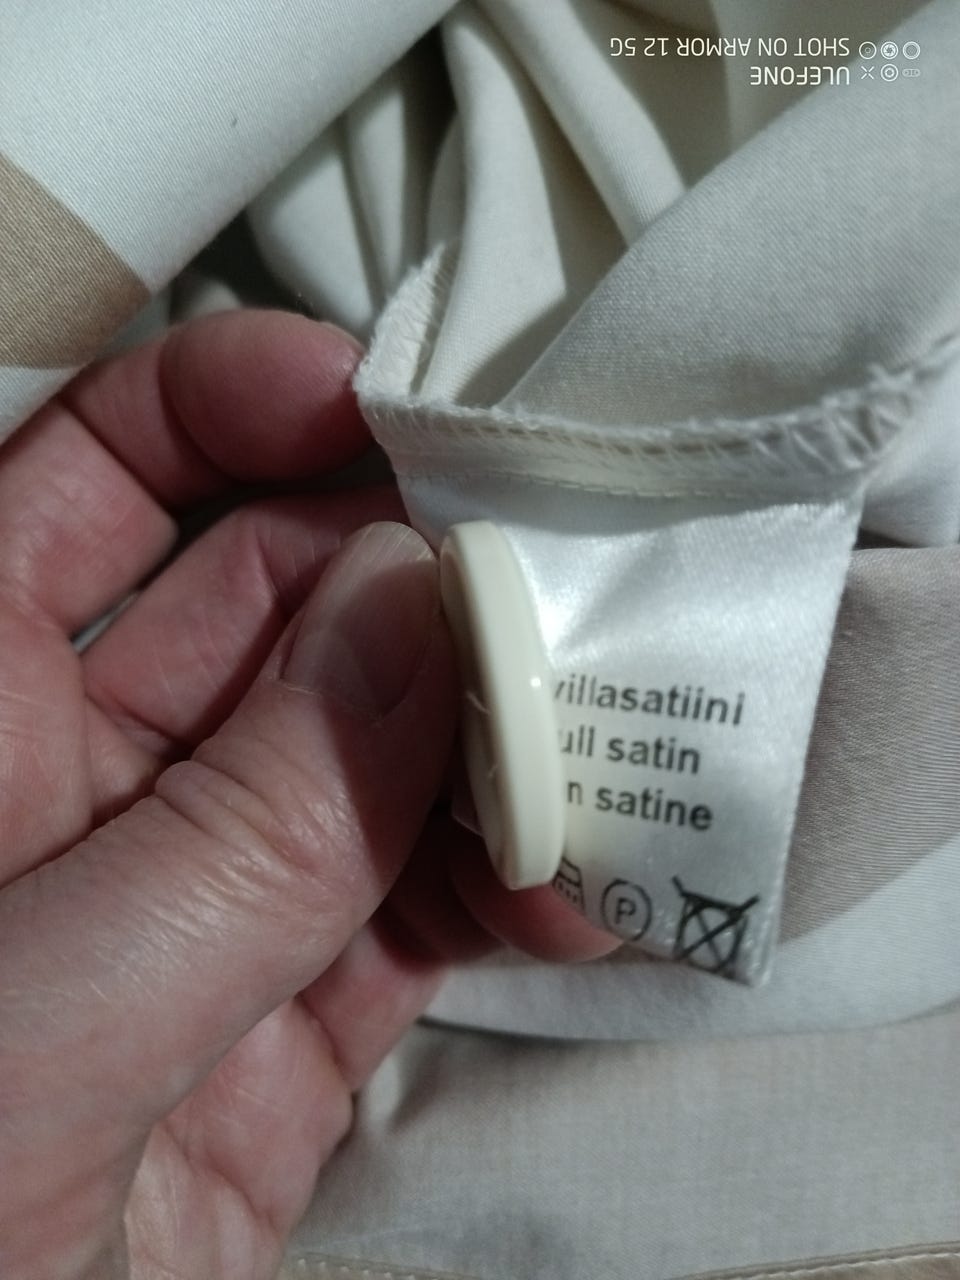 SHOT ON ARMOR 12 5G
ULEFONE
villasatiini
ull satin
n satine
P